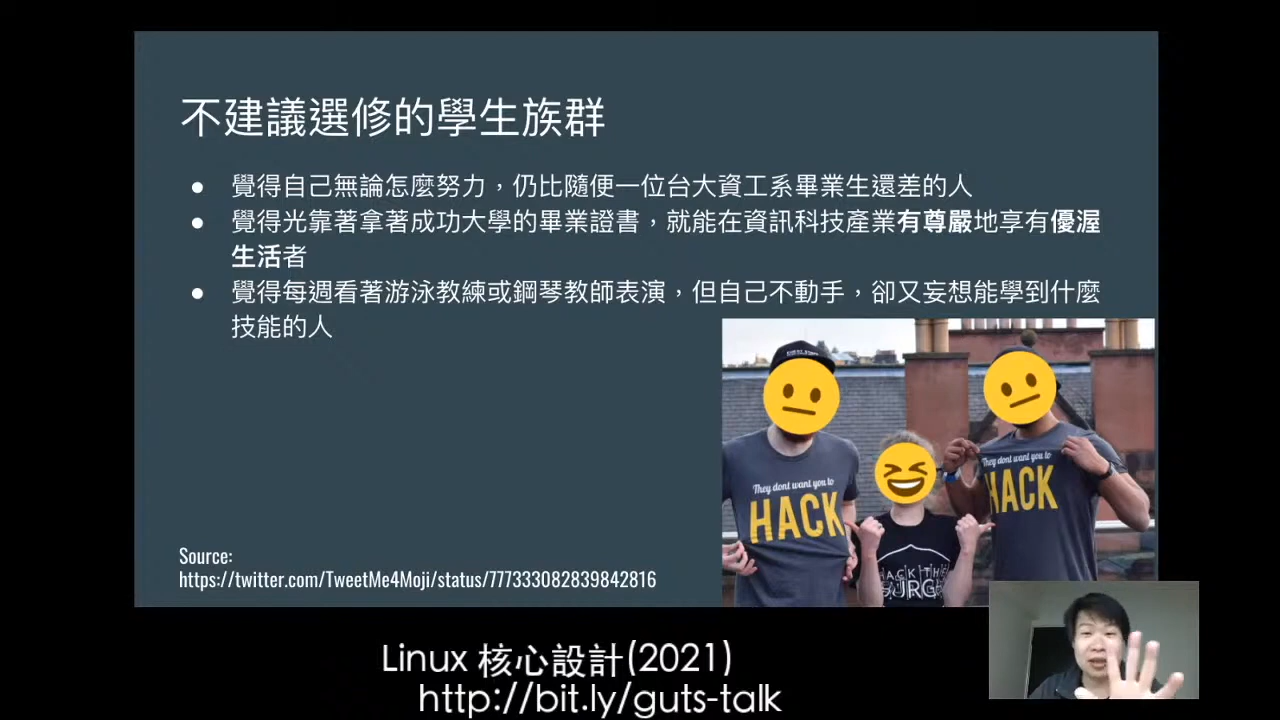 不建議選修的學生族群
● 覺得自己無論怎麼努力，仍比隨便一位台大資工系畢業生還差的人
● 覺得光靠著拿著成功大學的畢業證書，就能在資訊科技產業有尊嚴地享有優渥
生活者
● 覺得每週看著游泳教練或鋼琴教師表演，但自己不動手，卻又妄想能學到什麼
技能的人
They dont want you to
HACK
They dont want you to
HACK
HACK THE
Source:
https://twitter.com/TweetMe4Moji/status/777333082839842816
Linux 核心設計(2021)
http://bit.ly/guts-talk